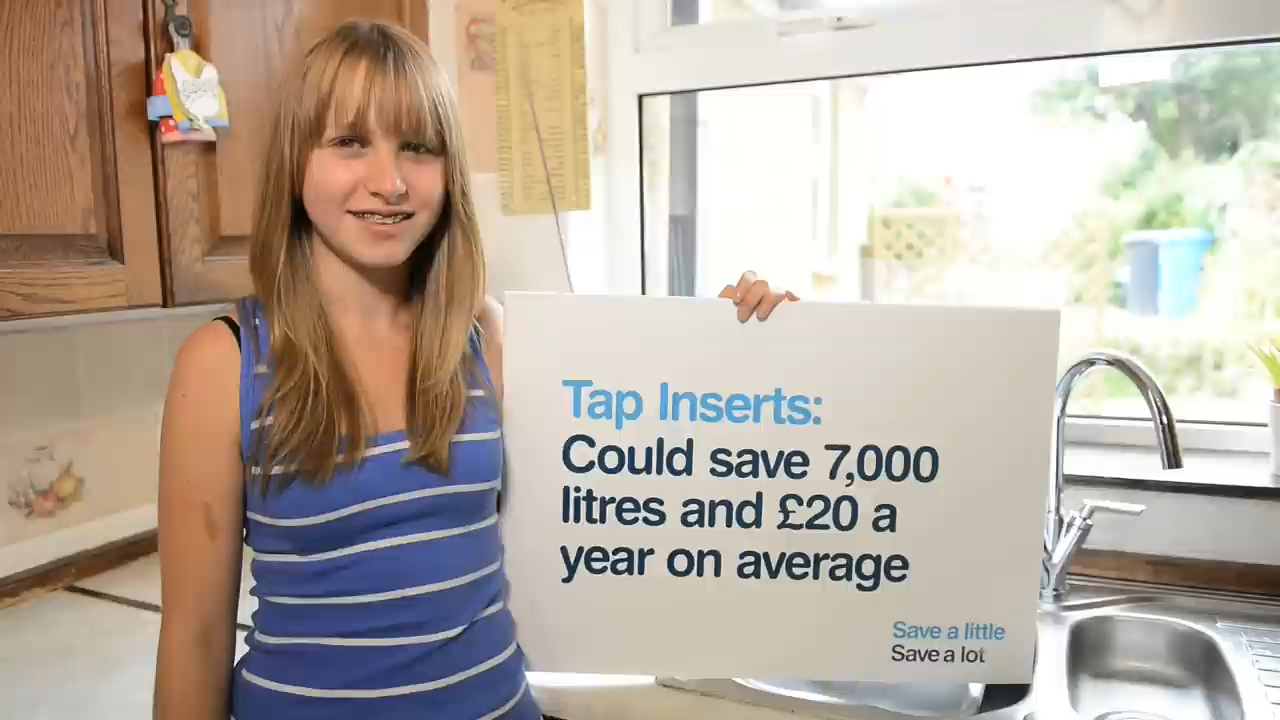 Tap Inserts:
Could save 7,000
litres and £20 a
year on average
Save a little
Save a lot